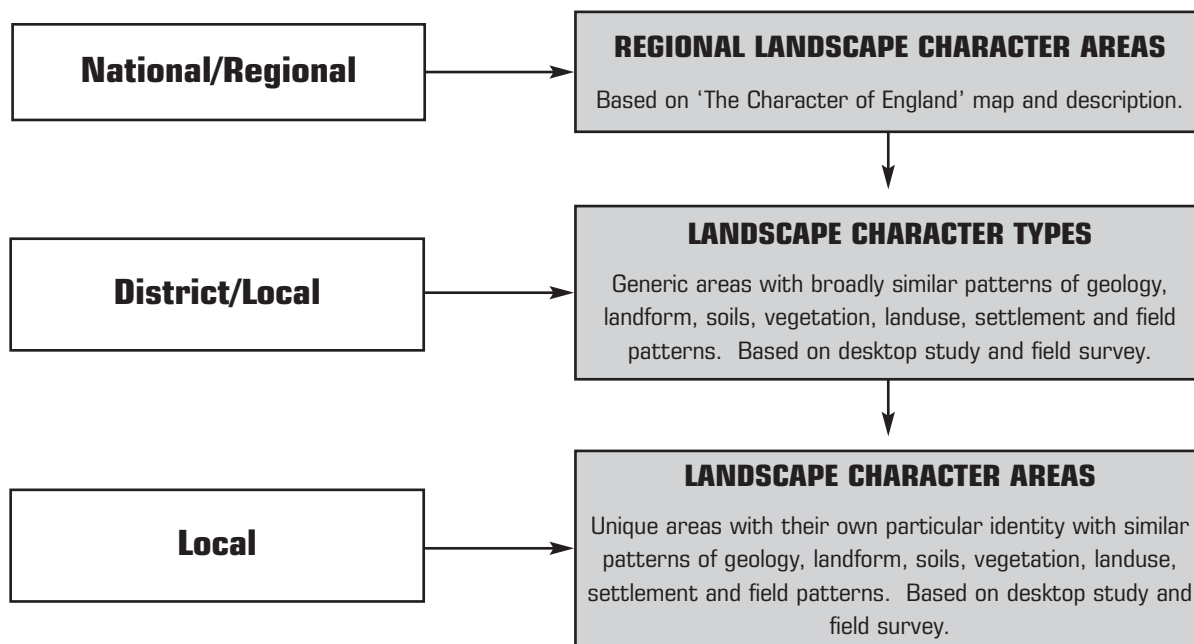 National/Regional
REGIONAL LANDSCAPE CHARACTER AREAS
Based on ‘The Character of England’ map and description.
District/Local
LANDSCAPE CHARACTER TYPES
Generic areas with broadly similar patterns of geology,
landform, soils, vegetation, landuse, settlement and field
patterns. Based on desktop study and field survey.
Local
LANDSCAPE CHARACTER AREAS
Unique areas with their own particular identity with similar
patterns of geology, landform, soils, vegetation, landuse,
settlement and field patterns. Based on desktop study and
field survey.